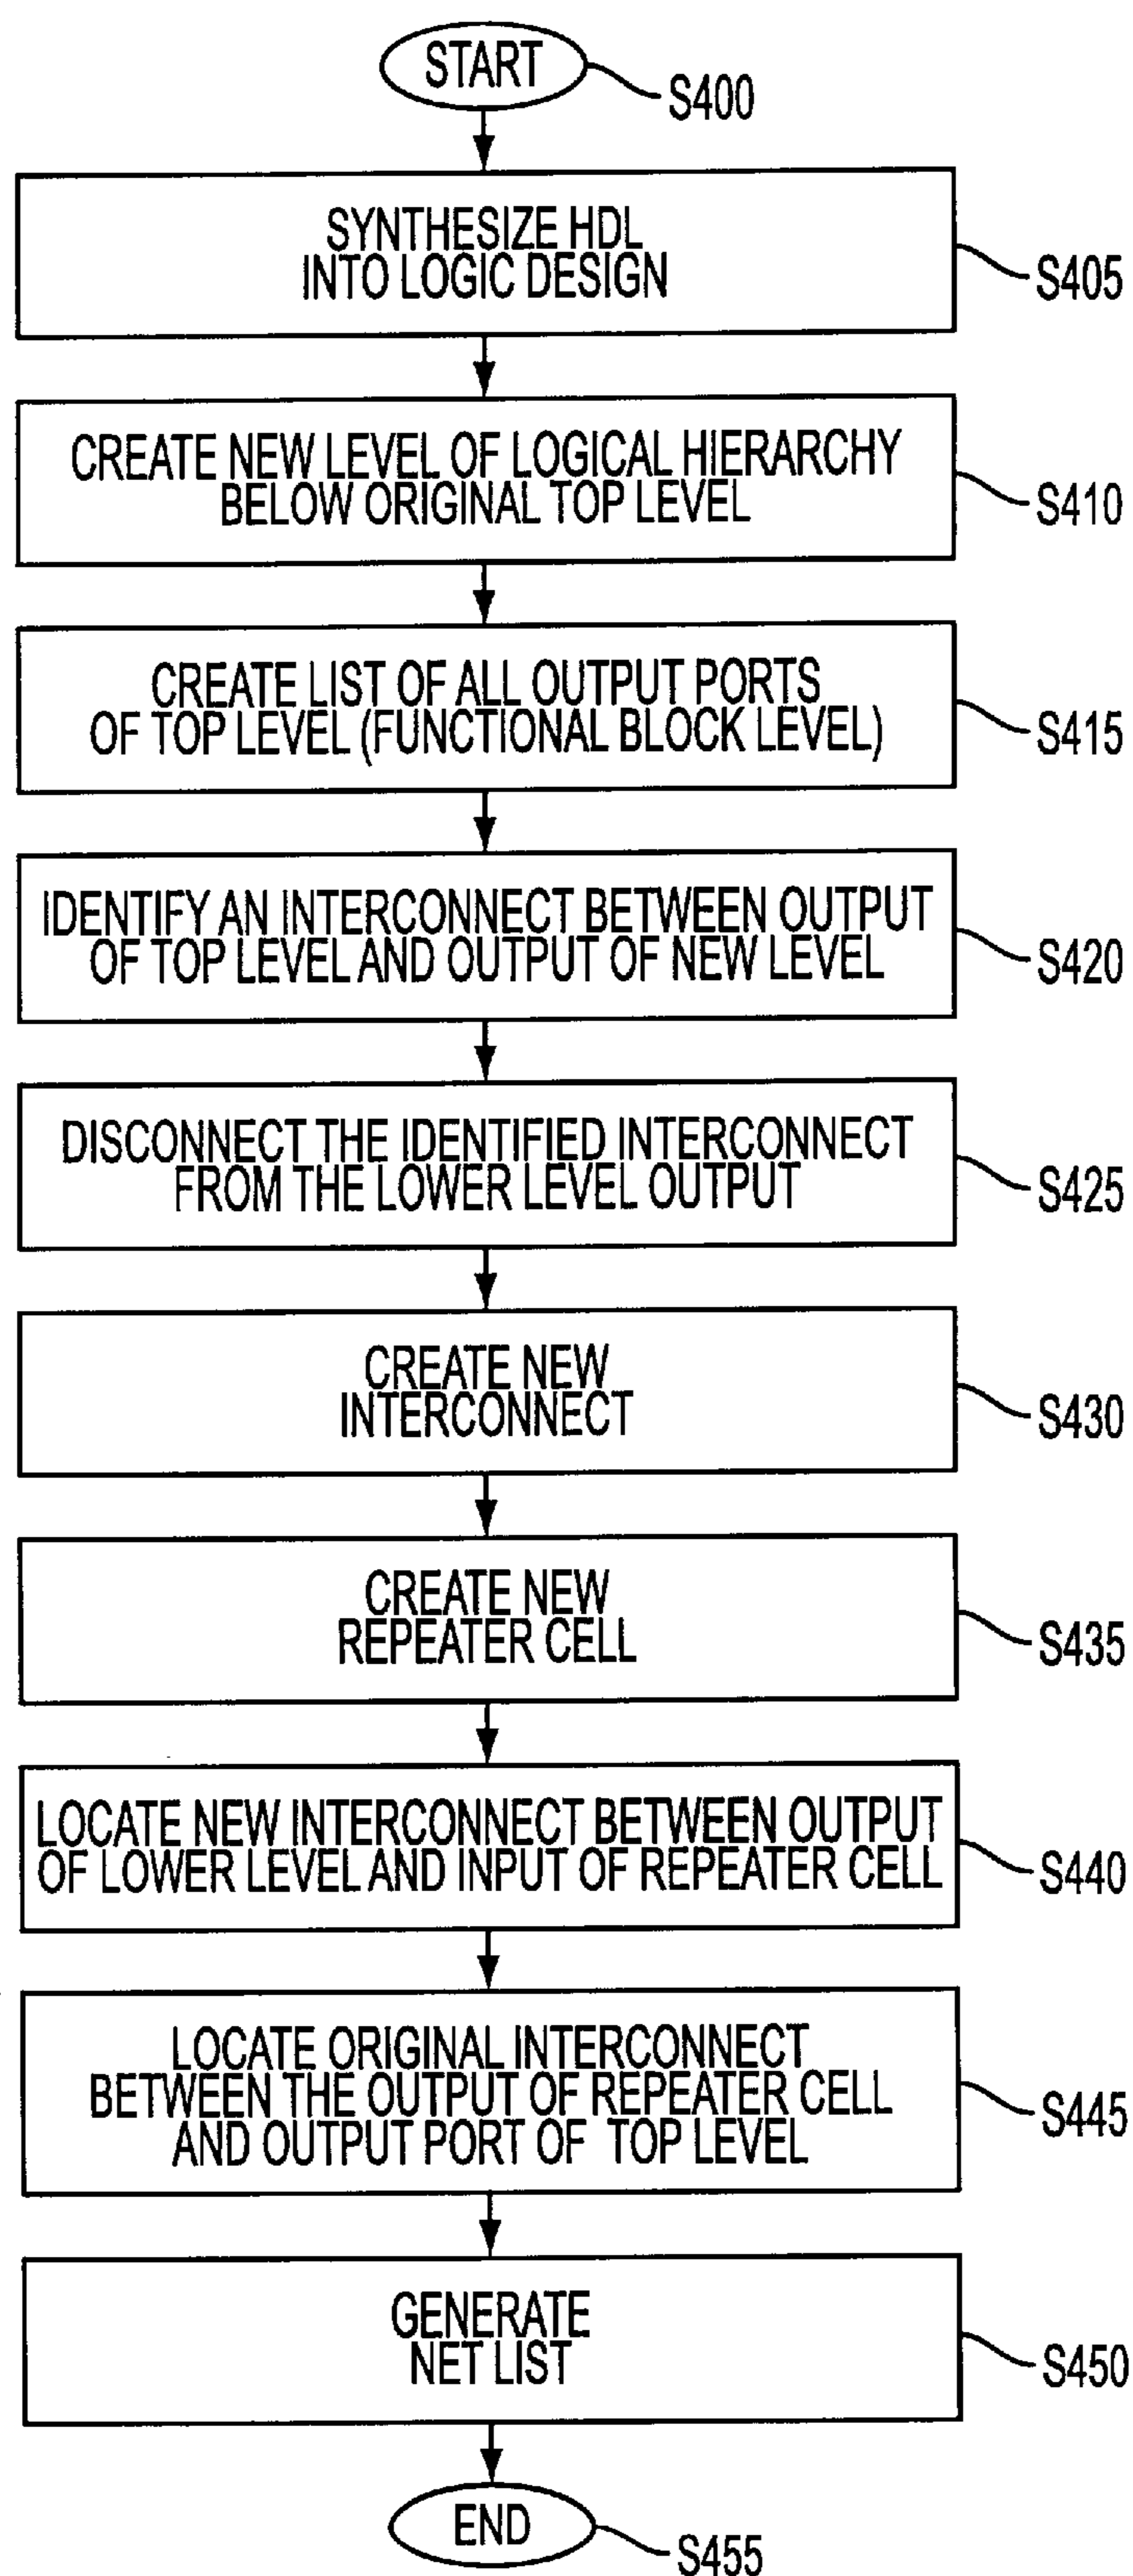 START
S400
SYNTHESIZE HDL
INTO LOGIC DESIGN
S405
CREATE NEW LEVEL OF LOGICAL HIERARCHY
BELOW ORIGINAL TOP LEVEL
S410
CREATE LIST OF ALL OUTPUT PORTS
OF TOP LEVEL (FUNCTIONAL BLOCK LEVEL)
S415
IDENTIFY AN INTERCONNECT BETWEEN OUTPUT
OF TOP LEVEL AND OUTPUT OF NEW LEVEL
S420
DISCONNECT THE IDENTIFIED INTERCONNECT
FROM THE LOWER LEVEL OUTPUT
S425
CREATE NEW
INTERCONNECT
S430
CREATE NEW
REPEATER CELL
S435
LOCATE NEW INTERCONNECT BETWEEN OUTPUT
OF LOWER LEVEL AND INPUT OF REPEATER CELL
S440
LOCATE ORIGINAL INTERCONNECT
BETWEEN THE OUTPUT OF REPEATER CELL
AND OUTPUT PORT OF TOP LEVEL
S445
GENERATE
NET LIST
S450
END
S455